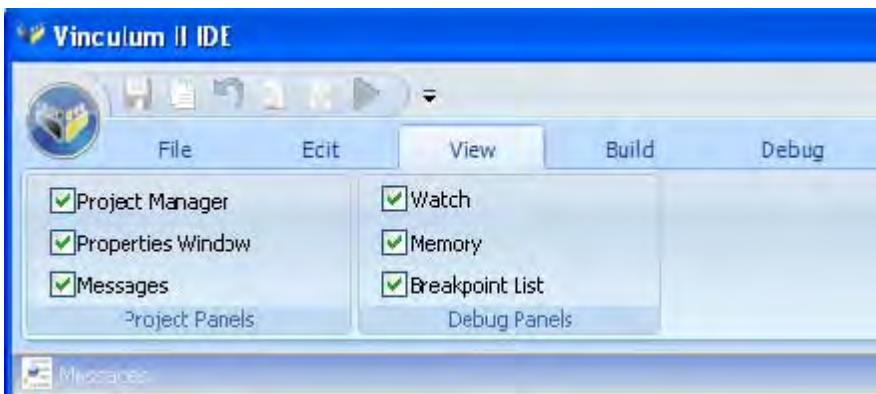 Vinculum II IDE
File Edit View Build Debug
Project Manager
Properties Window
Messages
Project Panels
Watch
Memory
Breakpoint List
Debug Panels
Messages